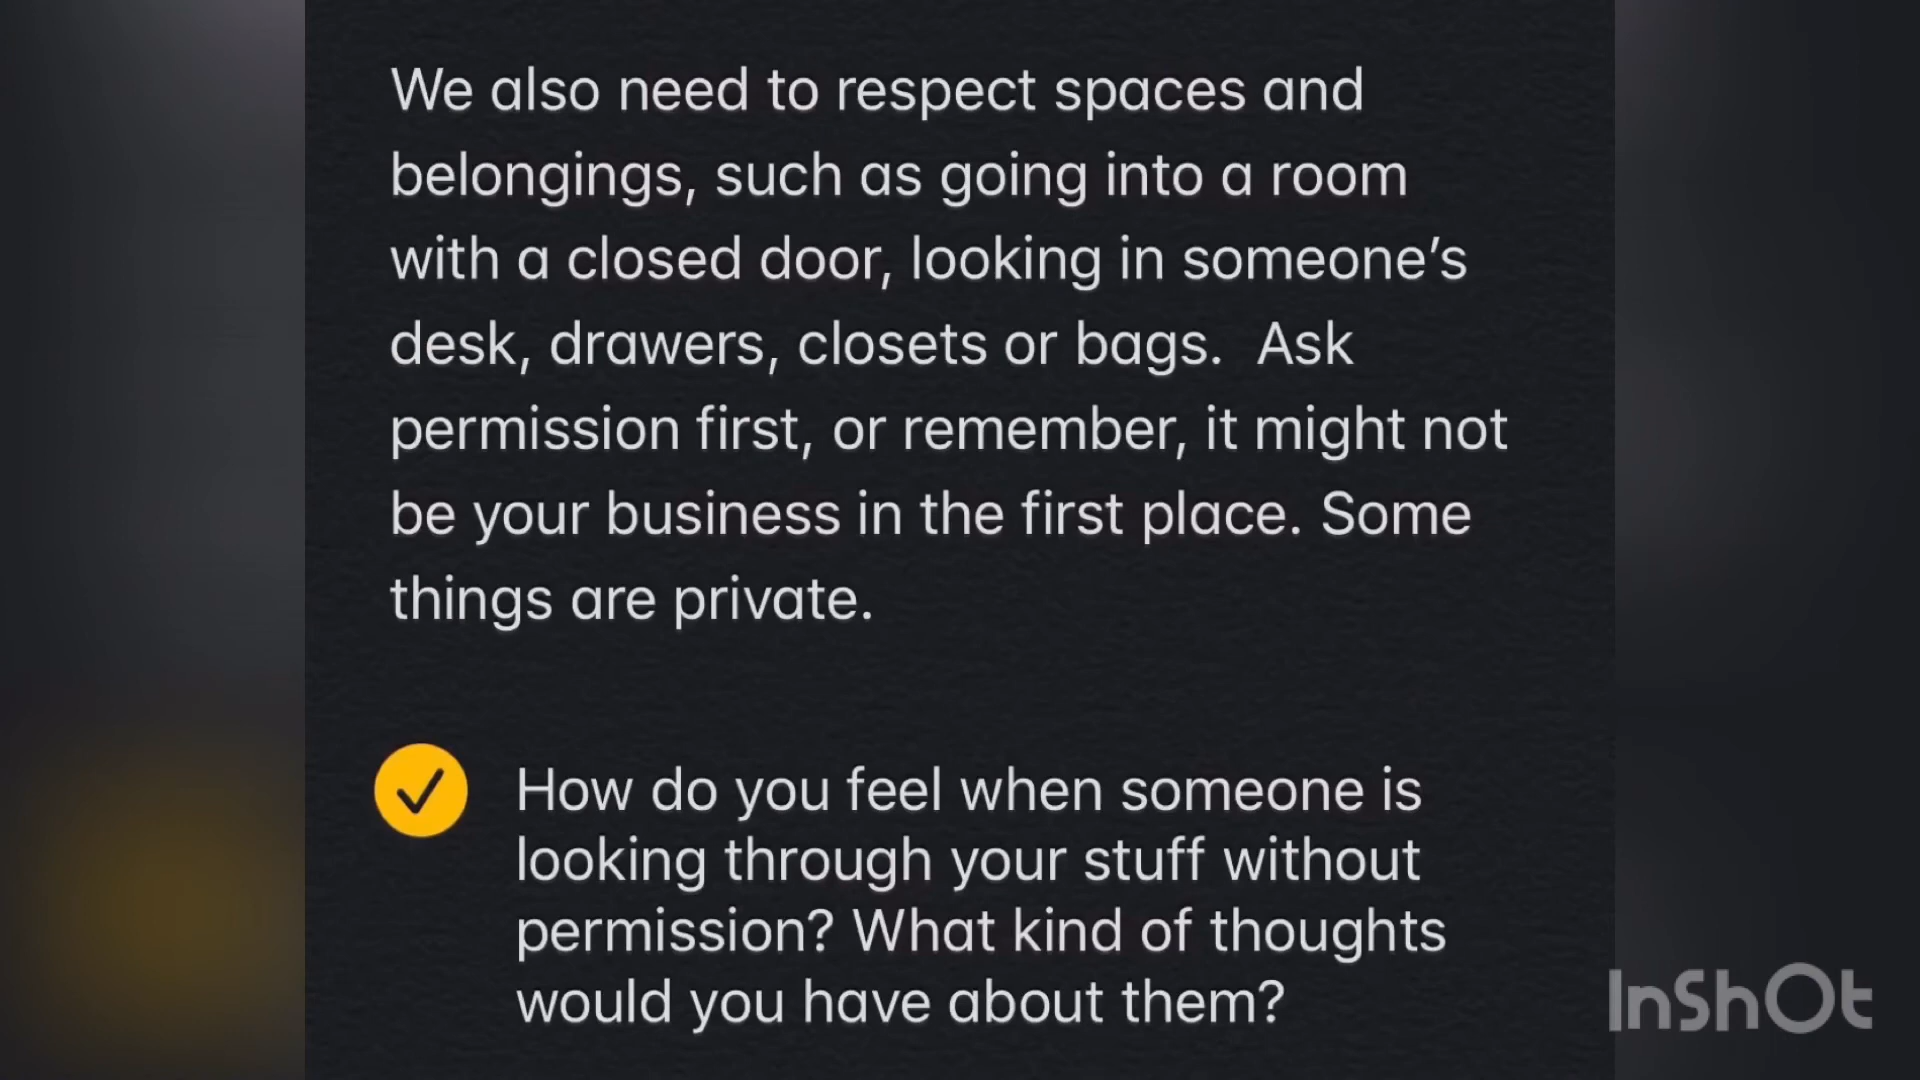 We also need to respect spaces and
belongings, such as going into a room
with a closed door, looking in someone’s
desk, drawers, closets or bags.  Ask
permission first, or remember, it might not
be your business in the first place. Some
things are private.
How do you feel when someone is
looking through your stuff without
permission? What kind of thoughts
would you have about them?
InShOt